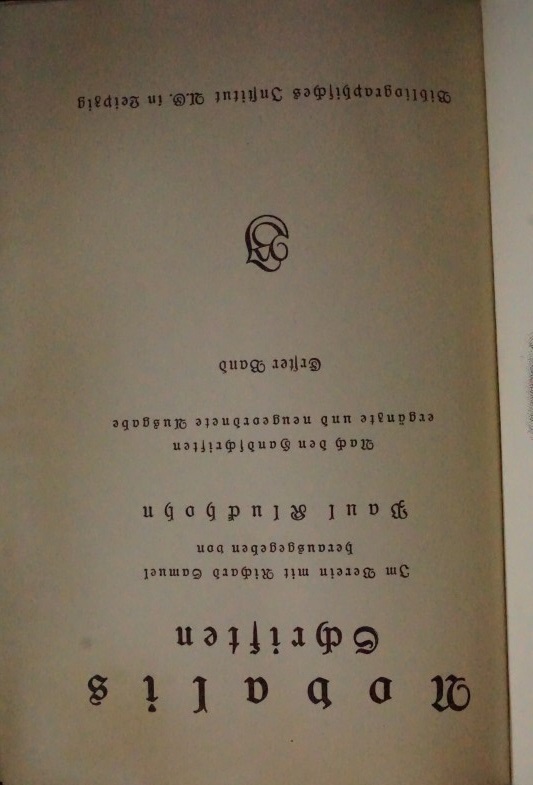 Novalis
Schriften
Im Verein mit Richard Samuel
herausgegeben von
Paul Kluckhohn
Nach den Handschriften
ergänzte und neugeordnete Ausgabe
Erster Band
B
Bibliographisches Institut A.G. in Leipzig